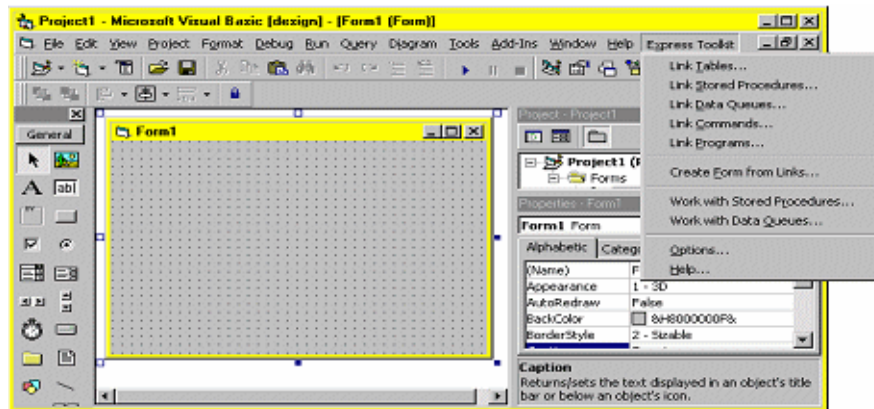 Project1 - Microsoft Visual Basic [design] - [Form1 (Form)]
File Edit View Project Format Debug Run Query Diagram Tools Add-Ins Window Help Express Toolkit
Link Tables...
Link Stored Procedures...
Link Data Queues...
Link Commands...
Link Programs...
Create Form from Links...
Work with Stored Procedures...
Work with Data Queues...
Options...
Help...
General
A abl
Form1
Project - Project1
Project1 (
Forms
Properties - Form1
Form1 Form
Alphabetic Categ
(Name) F
Appearance 1 - 3D
AutoRedraw False
BackColor &H8000000F&
BorderStyle 2 - Sizable
Caption
Returns/sets the text displayed in an object's title
bar or below an object's icon.